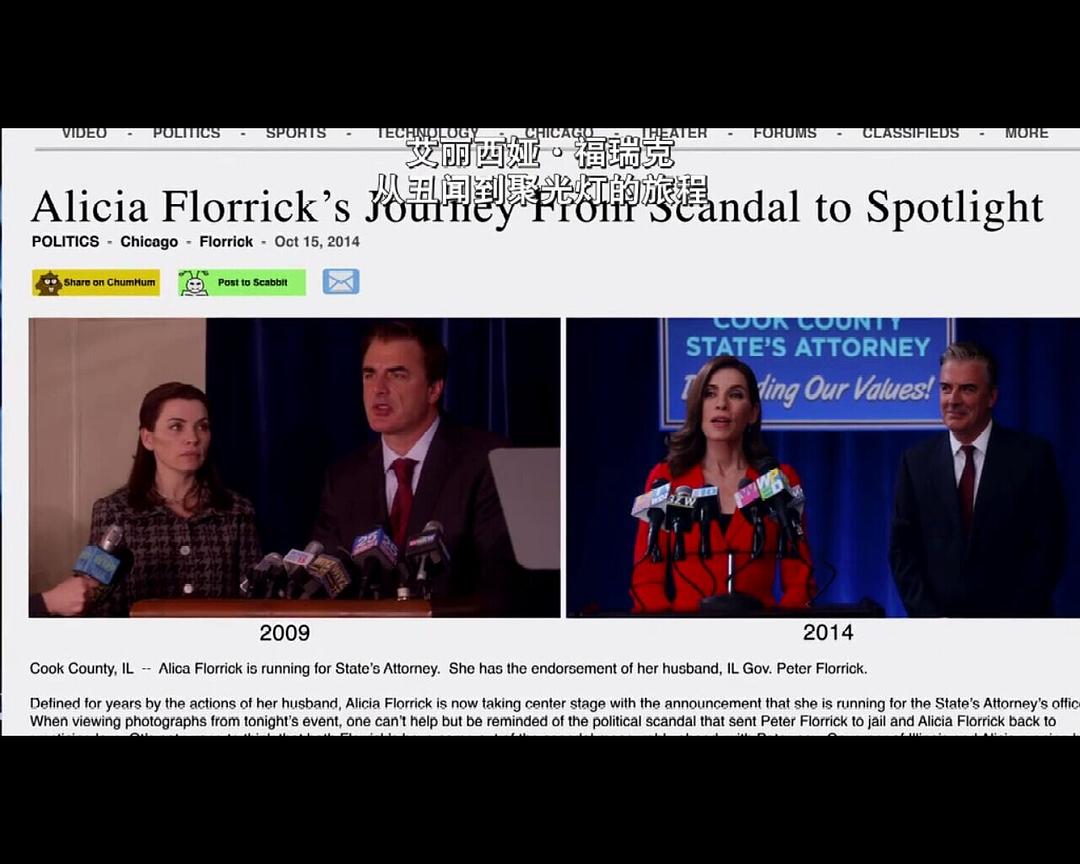 VIDEO - POLITICS - SPORTS - TECHNOLOGY - CHICAGO - THEATER - FORUMS - CLASSIFIEDS - MORE
艾丽西娅·福瑞克
从丑闻到聚光灯的旅程
Alicia Florrick's Journey From Scandal to Spotlight
POLITICS - Chicago - Florrick - Oct 15, 2014
Share on ChumHum Post to Scabbit
COOK COUNTY
STATE'S ATTORNEY
ding Our Values!
2009 2014
Cook County, IL -- Alica Florrick is running for State's Attorney. She has the endorsement of her husband, IL Gov. Peter Florrick.
Defined for years by the actions of her husband, Alicia Florrick is now taking center stage with the announcement that she is running for the State's Attorney's offic
When viewing photographs from tonight's event, one can't help but be reminded of the political scandal that sent Peter Florrick to jail and Alicia Florrick back to